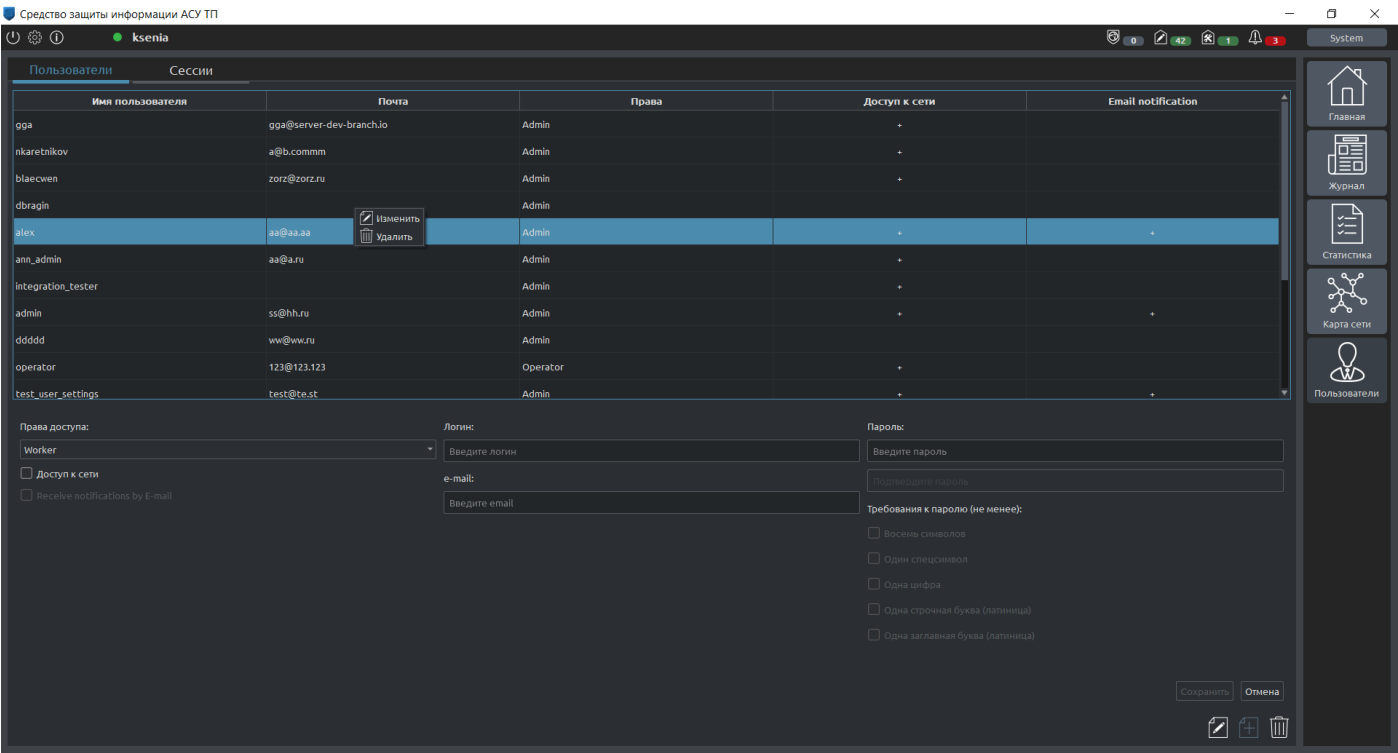 Средство защиты информации АСУ ТП
ksenia 0 42 1 3 System
Пользователи Сессии
Имя пользователя Почта Права Доступ к сети Email notification
gga gga@server-dev-branch.io Admin +
nkaretnikov a@b.commm Admin +
blaecwen zorz@zorz.ru Admin +
dbragin Admin
Изменить
alex aa@aa.aa Admin + +
Удалить
ann_admin aa@a.ru Admin +
integration_tester Admin +
admin ss@hh.ru Admin + +
ddddd ww@ww.ru Admin
operator 123@123.123 Operator +
test_user_settings test@te.st Admin + +
Главная
Журнал
Статистика
Карта сети
Пользователи
Права доступа: Логин: Пароль:
Worker Введите логин Введите пароль
Доступ к сети e-mail: Подтвердите пароль
Receive notifications by E-mail Введите email
Требования к паролю (не менее):
Восемь символов
Один спецсимвол
Одна цифра
Одна строчная буква (латиница)
Одна заглавная буква (латиница)
Сохранить Отмена